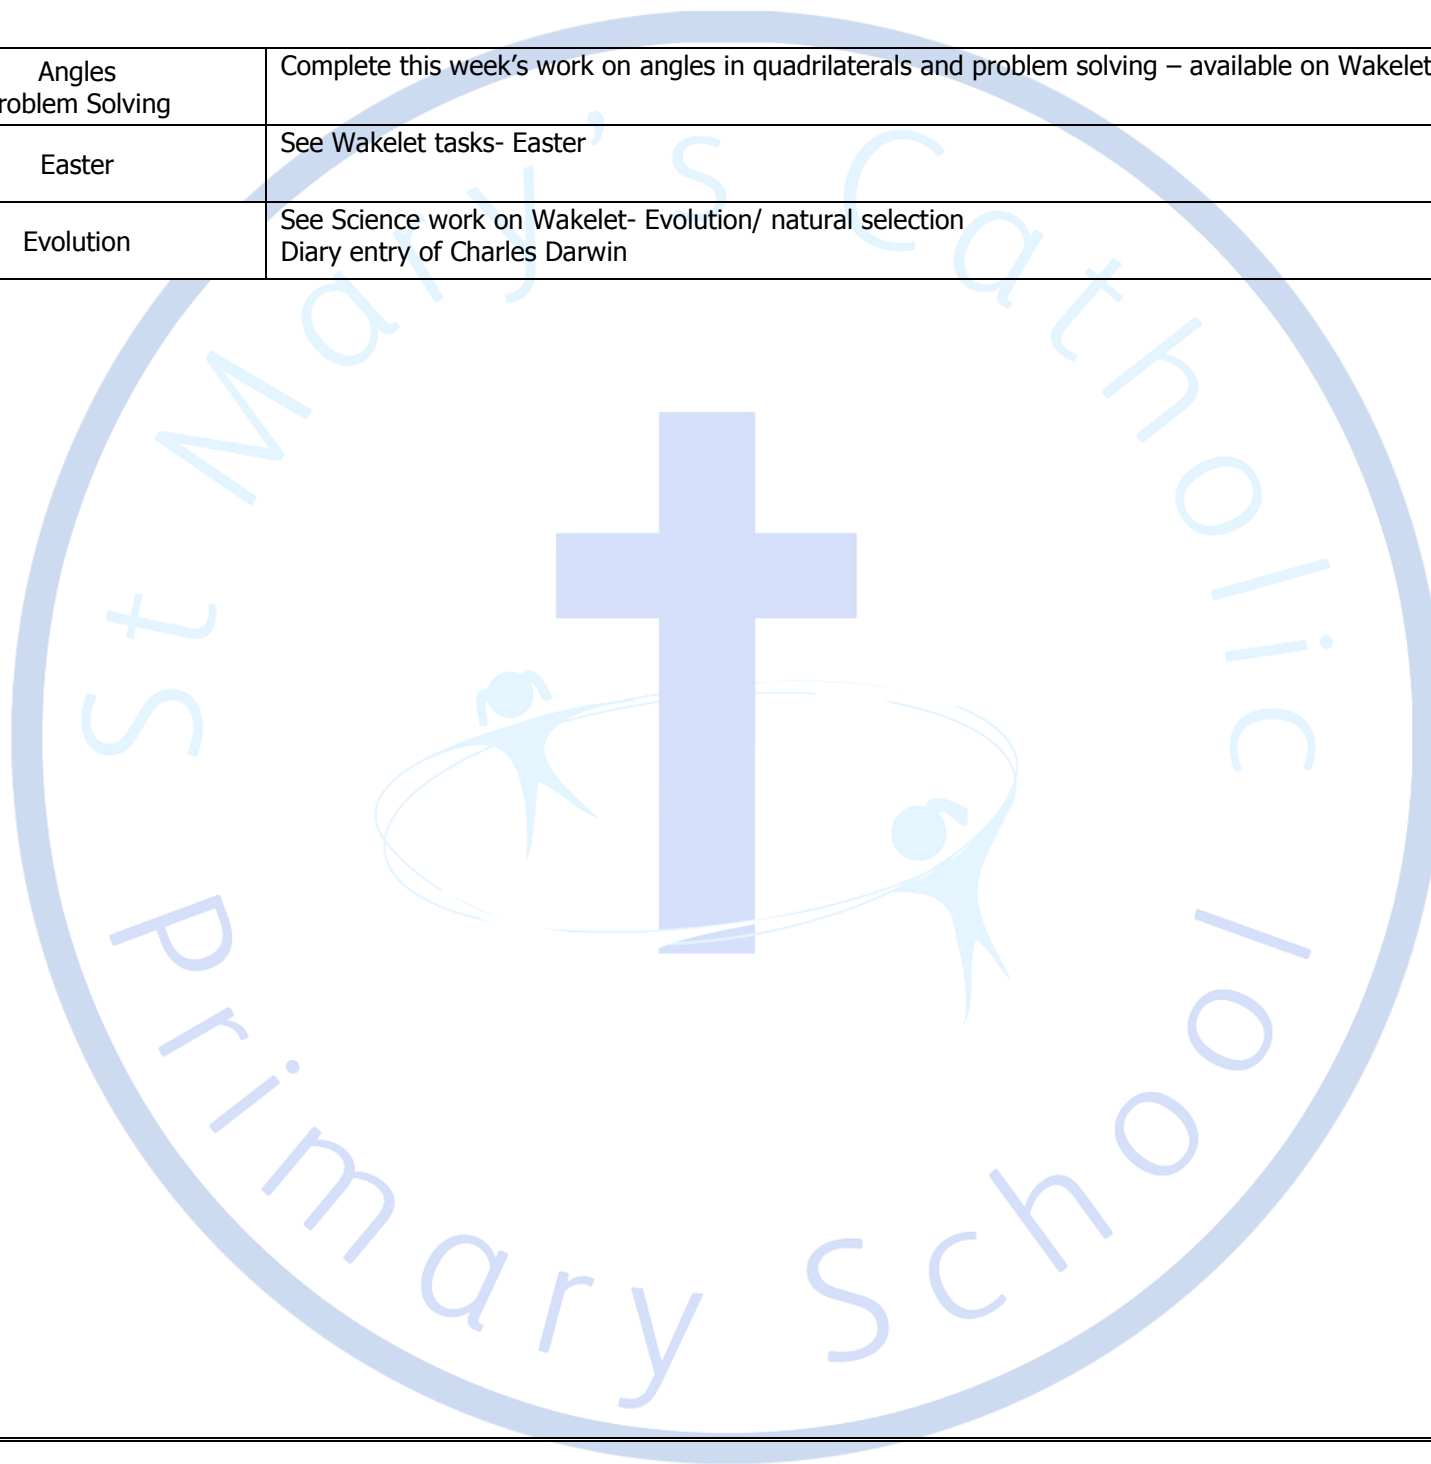 Angles
roblem Solving
Complete this week's work on angles in quadrilaterals and problem solving – available on Wakelet
Easter
See Wakelet tasks- Easter
Evolution
See Science work on Wakelet- Evolution/ natural selection
Diary entry of Charles Darwin
St Mary's Catholic
Primary School